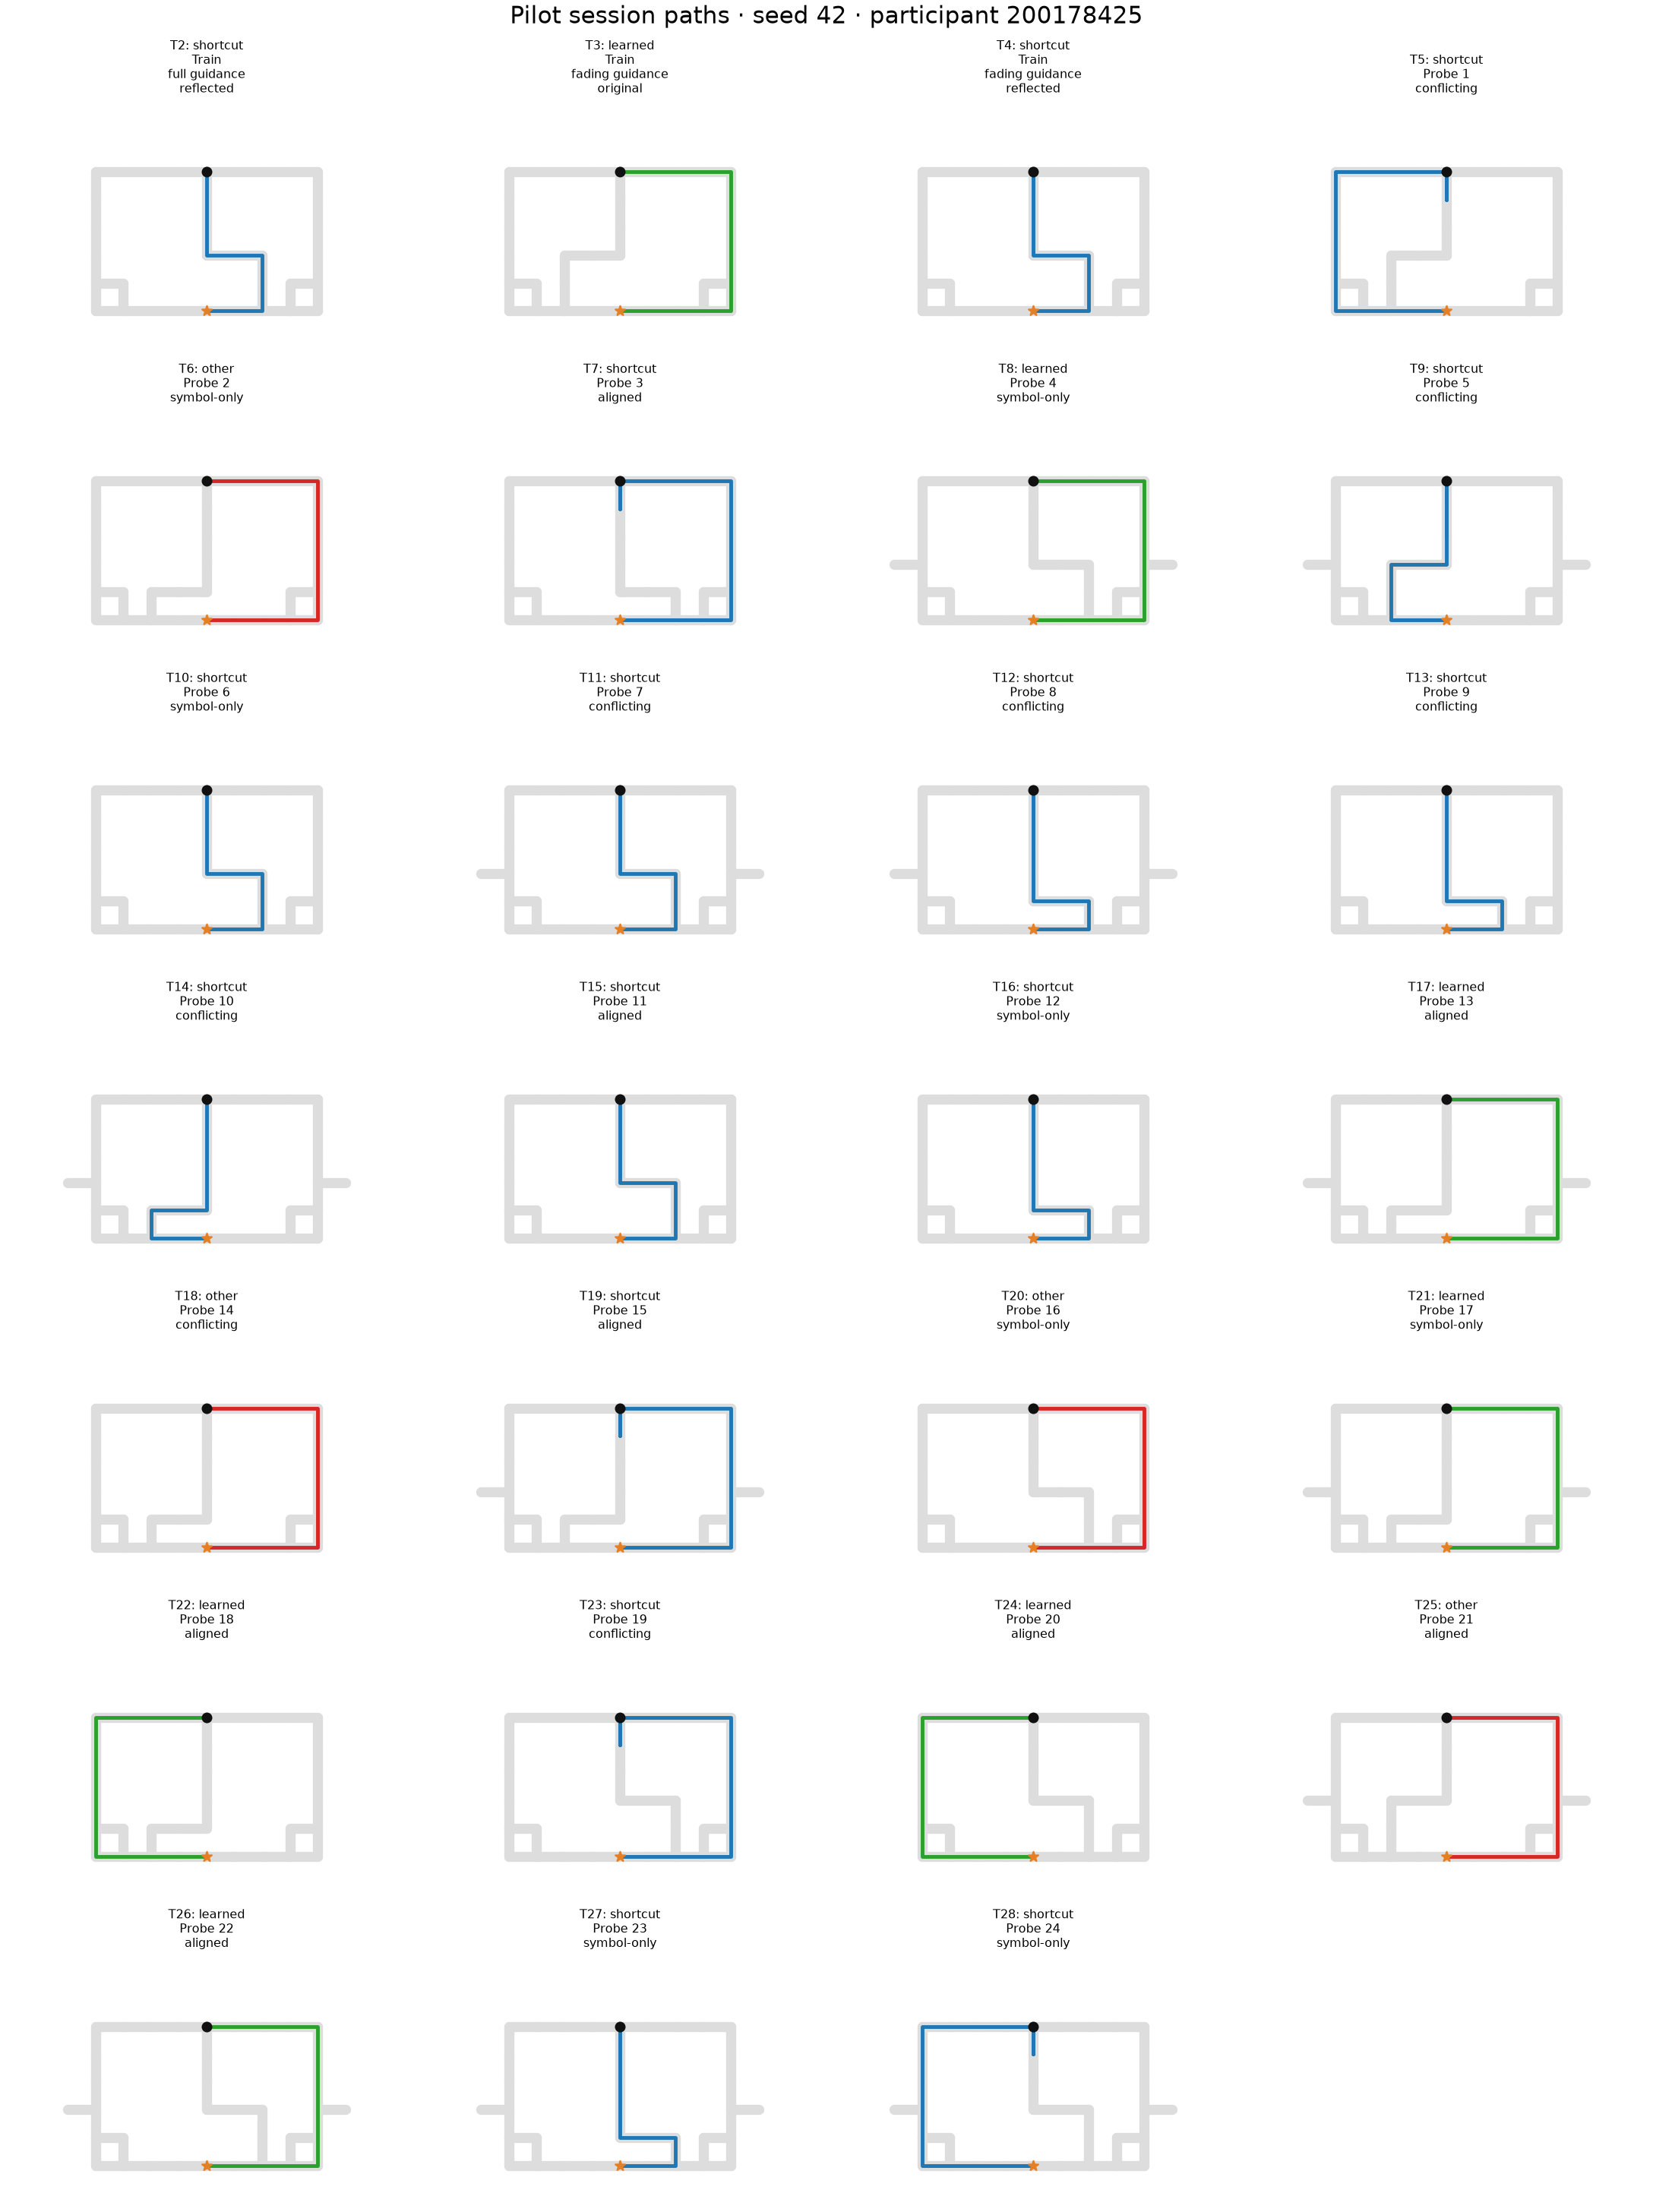 Pilot session paths · seed 42 · participant 200178425
T2: shortcut
Train
full guidance
reflected
T3: learned
Train
fading guidance
original
T4: shortcut
Train
fading guidance
reflected
T5: shortcut
Probe 1
conflicting
T6: other
Probe 2
symbol-only
T7: shortcut
Probe 3
aligned
T8: learned
Probe 4
symbol-only
T9: shortcut
Probe 5
conflicting
T10: shortcut
Probe 6
symbol-only
T11: shortcut
Probe 7
conflicting
T12: shortcut
Probe 8
conflicting
T13: shortcut
Probe 9
conflicting
T14: shortcut
Probe 10
conflicting
T15: shortcut
Probe 11
aligned
T16: shortcut
Probe 12
symbol-only
T17: learned
Probe 13
aligned
T18: other
Probe 14
conflicting
T19: shortcut
Probe 15
aligned
T20: other
Probe 16
symbol-only
T21: learned
Probe 17
symbol-only
T22: learned
Probe 18
aligned
T23: shortcut
Probe 19
conflicting
T24: learned
Probe 20
aligned
T25: other
Probe 21
aligned
T26: learned
Probe 22
aligned
T27: shortcut
Probe 23
symbol-only
T28: shortcut
Probe 24
symbol-only